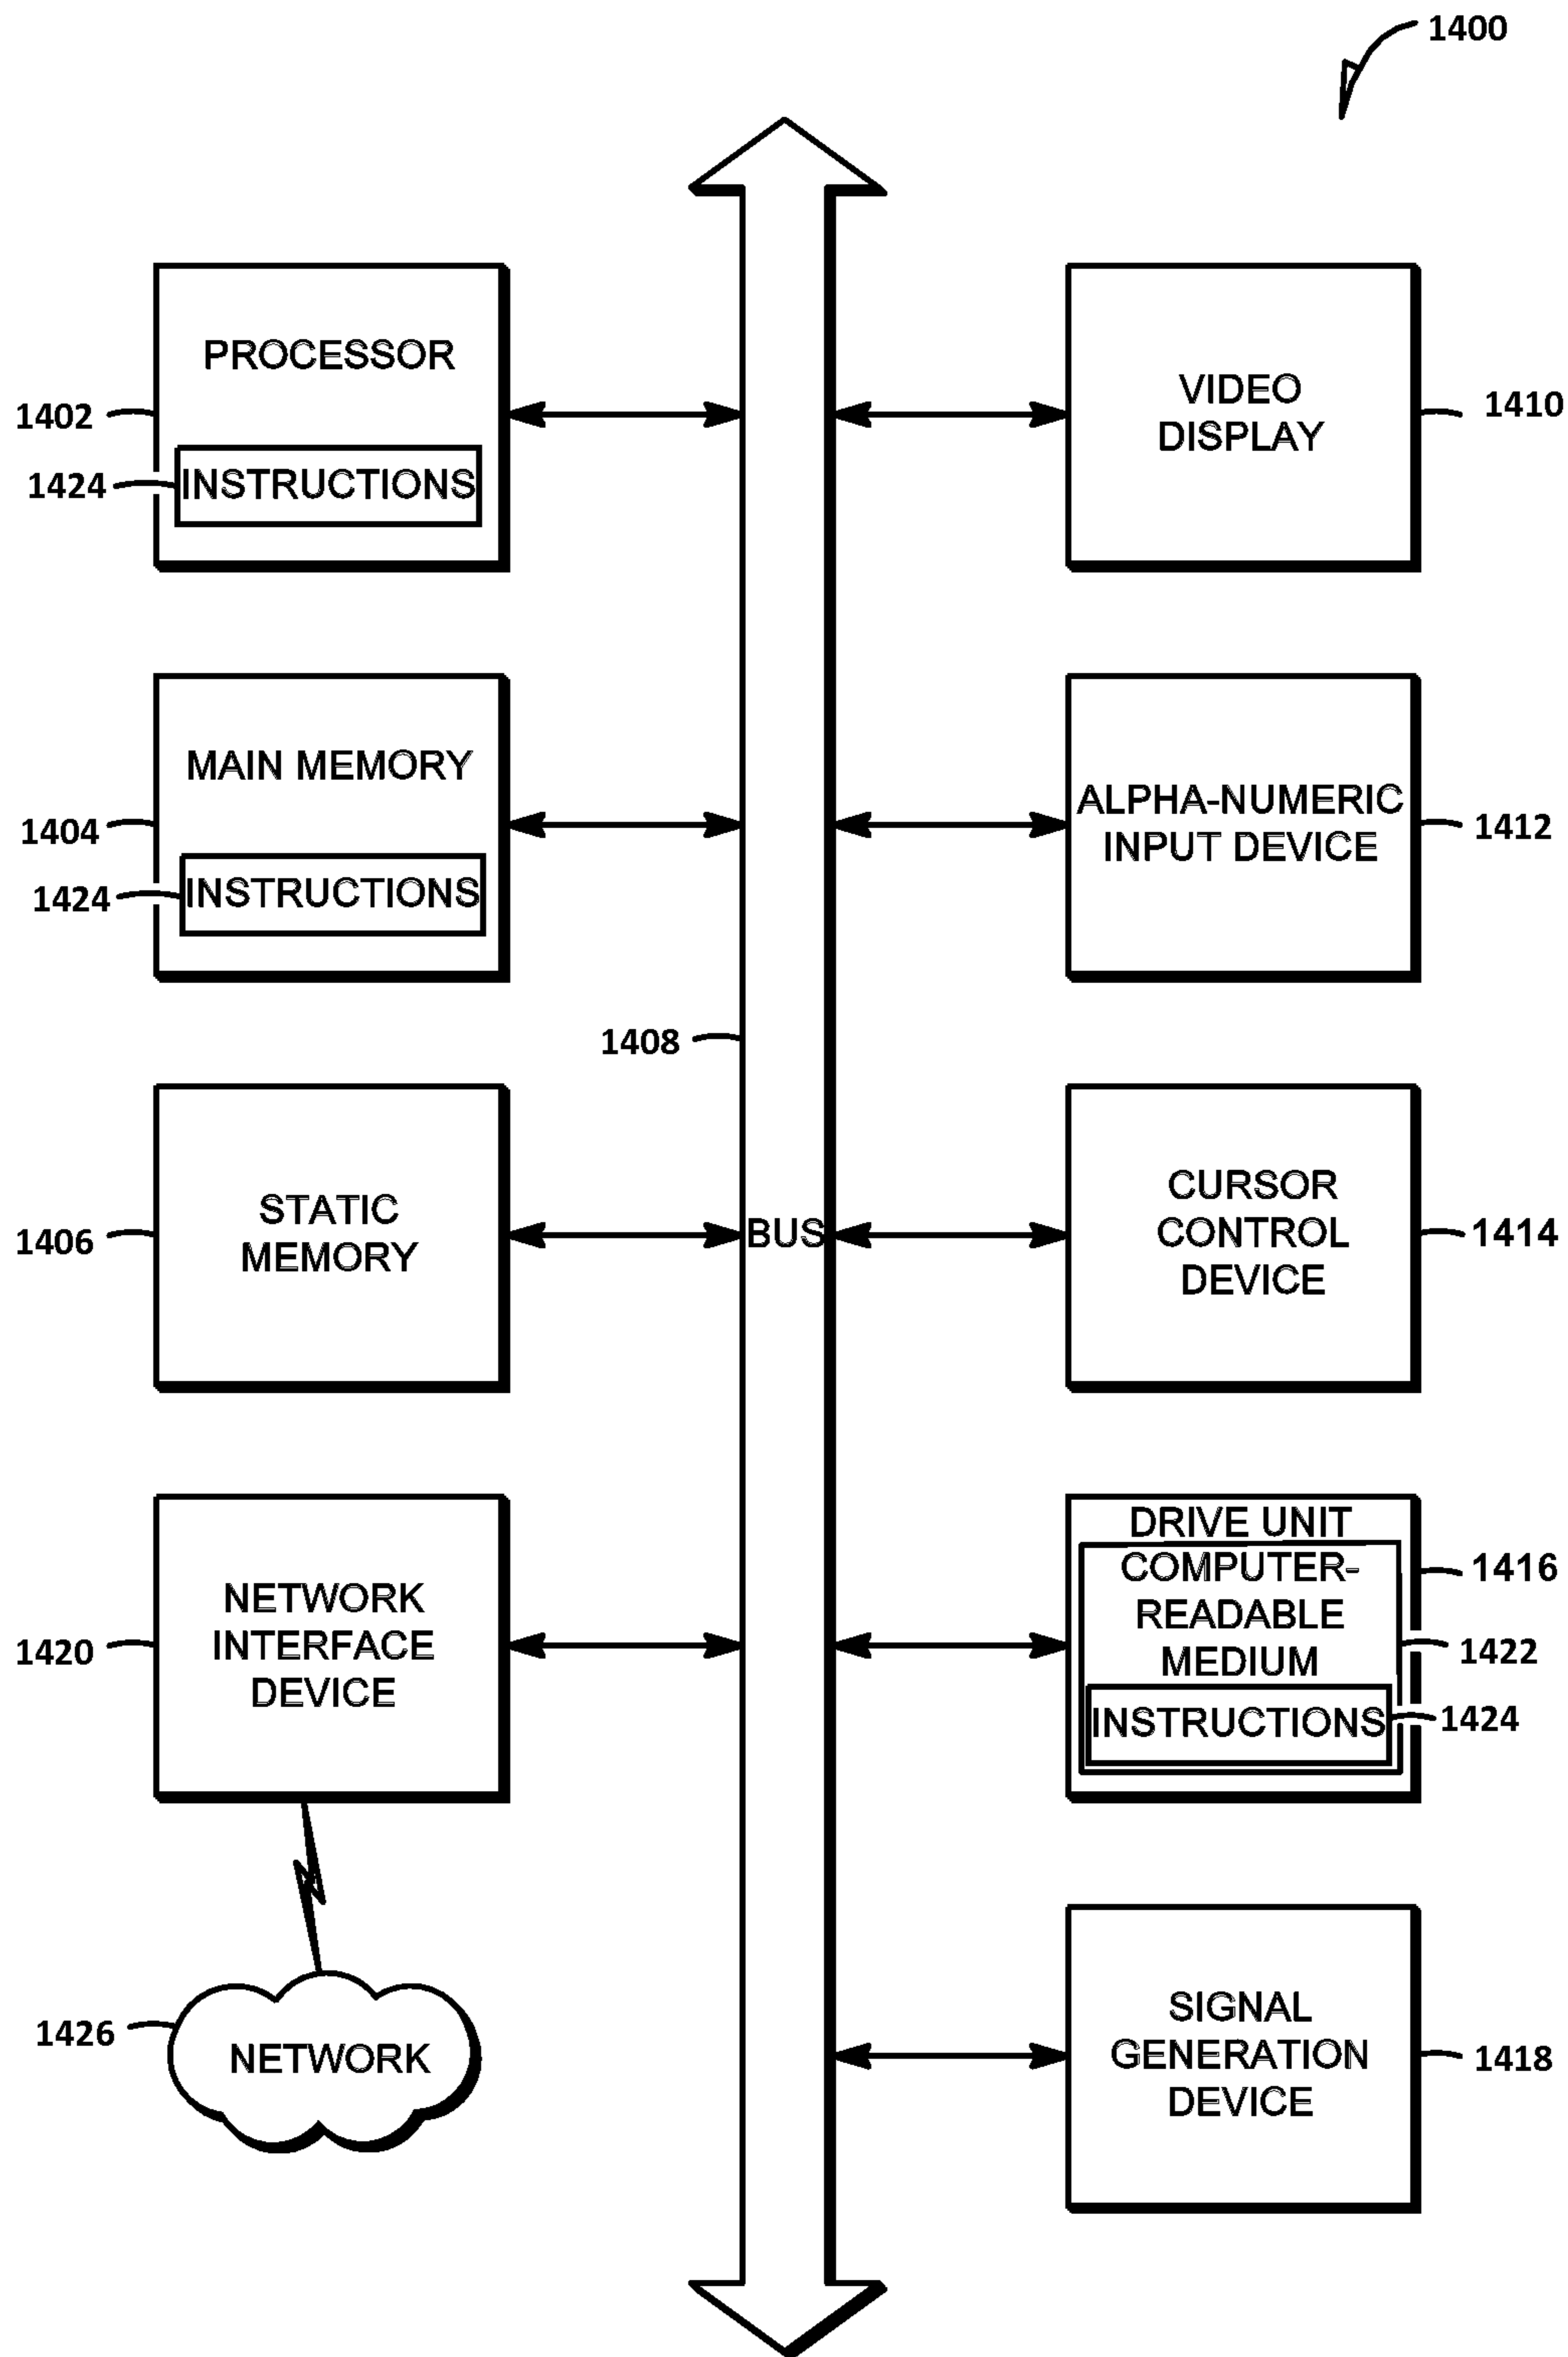 1400
PROCESSOR
1402
1424
INSTRUCTIONS
VIDEO
DISPLAY
1410
MAIN MEMORY
1404
1424
INSTRUCTIONS
ALPHA-NUMERIC
INPUT DEVICE
1412
1408
STATIC
MEMORY
1406
BUS
CURSOR
CONTROL
DEVICE
1414
NETWORK
INTERFACE
DEVICE
1420
DRIVE UNIT
COMPUTER-
READABLE
MEDIUM
INSTRUCTIONS
1416
1422
1424
1426
NETWORK
SIGNAL
GENERATION
DEVICE
1418